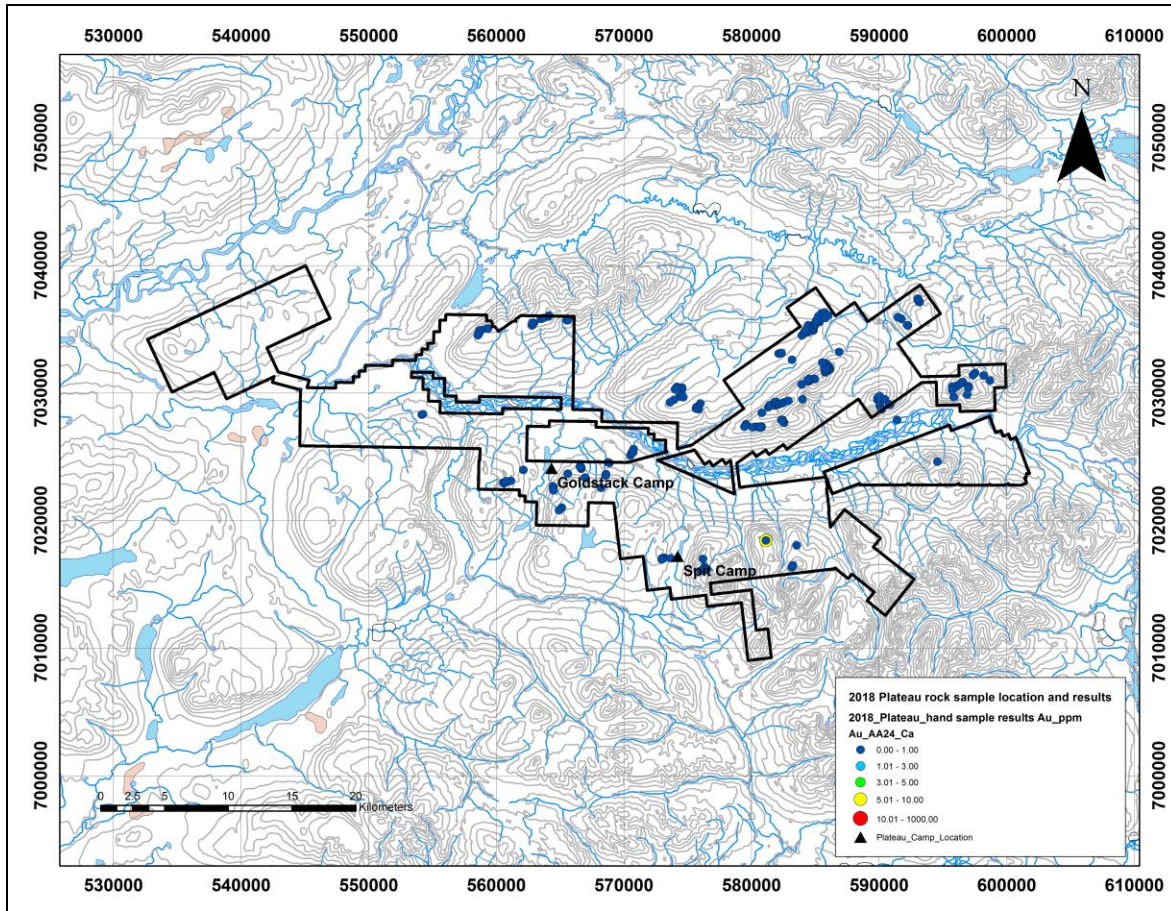 530000 540000 550000 560000 570000 580000 590000 600000 610000
7050000 7050000
N
7040000 7040000
7030000 7030000
Goldstack Camp
7020000 7020000
Spit Camp
7010000 7010000
2018 Plateau rock sample location and results
2018_Plateau_hand sample results Au_ppm
Au_AA24_Ca
0.00 - 1.00
1.01 - 3.00
3.01 - 5.00
5.01 - 10.00
10.01 - 1000.00
Plateau_Camp_Location
7000000 7000000
0 2.5 5 10 15 20
Kilometers
530000 540000 550000 560000 570000 580000 590000 600000 610000